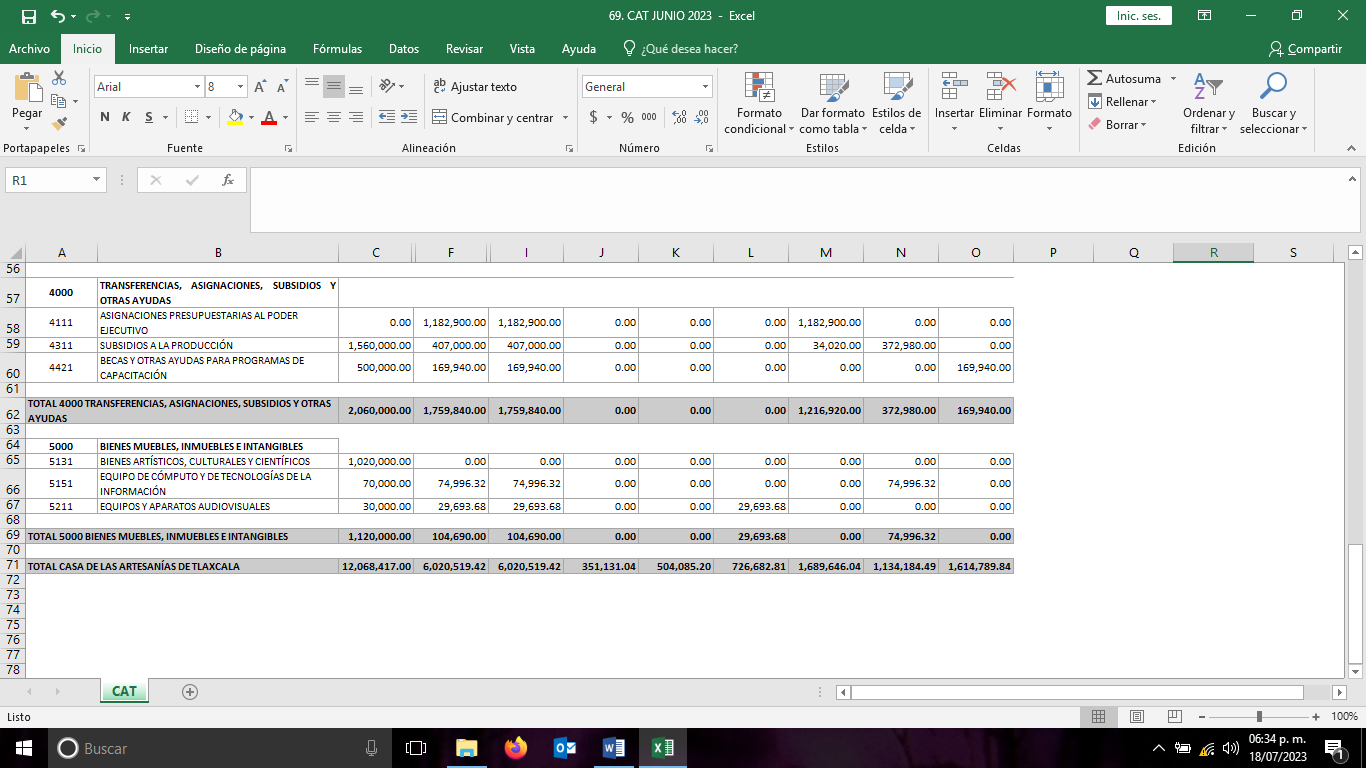 69. CAT JUNIO 2023 - Excel
Inic. ses.
Archivo Inicio Insertar Diseño de página Fórmulas Datos Revisar Vista Ayuda ¿Qué desea hacer? Compartir
Pegar
Portapapeles
Arial 8
N K S
Fuente
Ajustar texto
Combinar y centrar
Alineación
General
$ % 000
Número
Formato condicional
Dar formato como tabla
Estilos de celda
Estilos
Insertar Eliminar Formato
Celdas
Autosuma
Rellenar
Borrar
Ordenar y filtrar
Buscar y seleccionar
Edición
R1 fx
A B C F I J K L M N O P Q R S
56
57 4000 TRANSFERENCIAS, ASIGNACIONES, SUBSIDIOS Y
OTRAS AYUDAS
58 4111 ASIGNACIONES PRESUPUESTARIAS AL PODER
EJECUTIVO 0.00 1,182,900.00 1,182,900.00 0.00 0.00 0.00 1,182,900.00 0.00 0.00
59 4311 SUBSIDIOS A LA PRODUCCIÓN 1,560,000.00 407,000.00 407,000.00 0.00 0.00 0.00 34,020.00 372,980.00 0.00
60 4421 BECAS Y OTRAS AYUDAS PARA PROGRAMAS DE
CAPACITACIÓN 500,000.00 169,940.00 169,940.00 0.00 0.00 0.00 0.00 0.00 169,940.00
61
62 TOTAL 4000 TRANSFERENCIAS, ASIGNACIONES, SUBSIDIOS Y OTRAS
AYUDAS 2,060,000.00 1,759,840.00 1,759,840.00 0.00 0.00 0.00 1,216,920.00 372,980.00 169,940.00
63
64 5000 BIENES MUEBLES, INMUEBLES E INTANGIBLES
65 5131 BIENES ARTÍSTICOS, CULTURALES Y CIENTÍFICOS 1,020,000.00 0.00 0.00 0.00 0.00 0.00 0.00 0.00 0.00
66 5151 EQUIPO DE CÓMPUTO Y DE TECNOLOGÍAS DE LA
INFORMACIÓN 70,000.00 74,996.32 74,996.32 0.00 0.00 0.00 0.00 74,996.32 0.00
67 5211 EQUIPOS Y APARATOS AUDIOVISUALES 30,000.00 29,693.68 29,693.68 0.00 0.00 29,693.68 0.00 0.00 0.00
68
69 TOTAL 5000 BIENES MUEBLES, INMUEBLES E INTANGIBLES 1,120,000.00 104,690.00 104,690.00 0.00 0.00 29,693.68 0.00 74,996.32 0.00
70
71 TOTAL CASA DE LAS ARTESANÍAS DE TLAXCALA 12,068,417.00 6,020,519.42 6,020,519.42 351,131.04 504,085.20 726,682.81 1,689,646.04 1,134,184.49 1,614,789.84
72
73
74
75
76
77
78
CAT
Listo 100%
Buscar
06:34 p. m.
18/07/2023
1